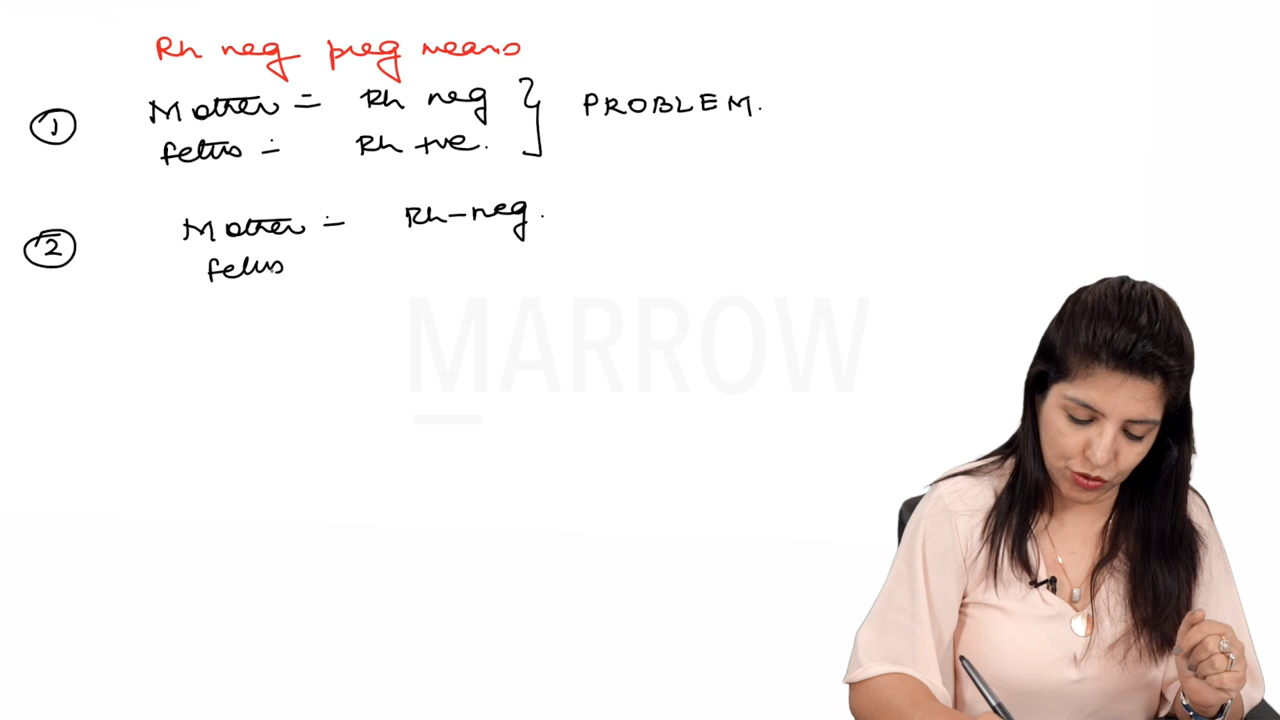 Rh neg preg means
① Mother = Rh neg } PROBLEM.
fetus = Rh +ve.
② Mother = Rh-neg.
fetus
MARROW